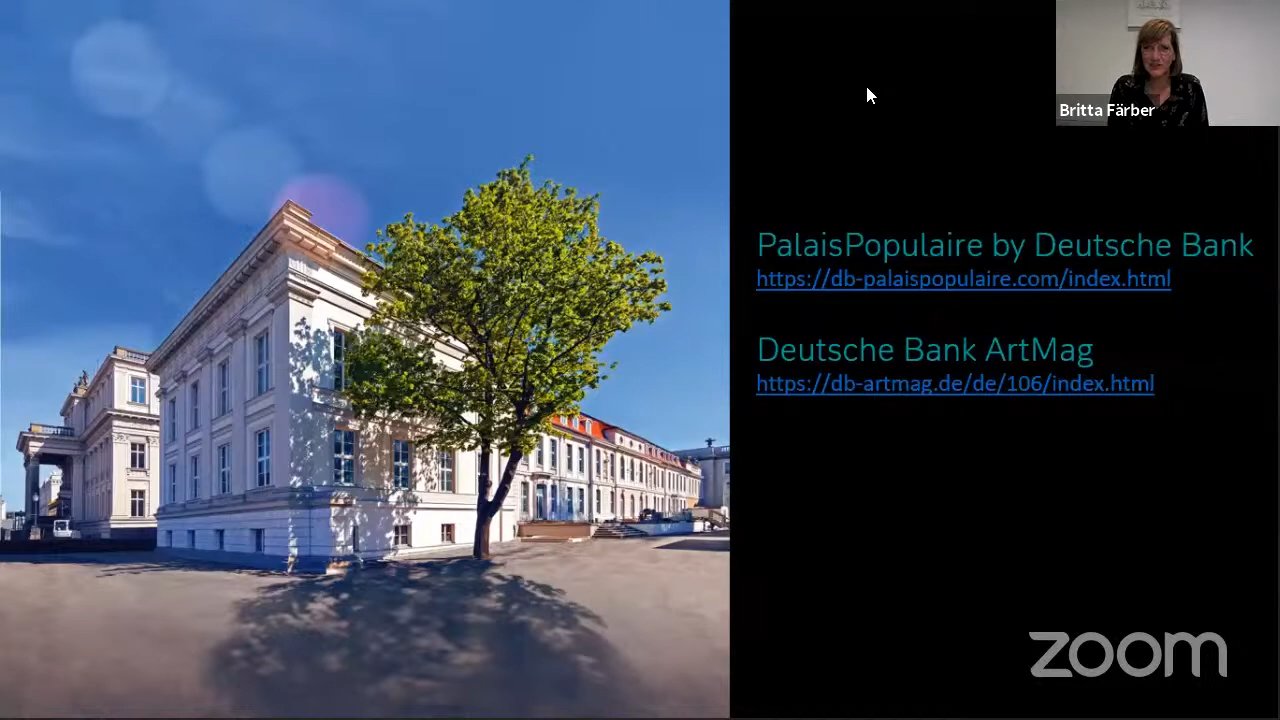 Britta Färber
PalaisPopulaire by Deutsche Bank
https://db-palaispopulaire.com/index.html
Deutsche Bank ArtMag
https://db-artmag.de/de/106/index.html
zoom